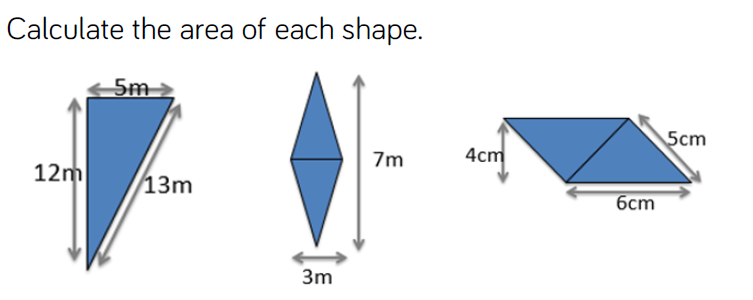 Calculate the area of each shape.
5m
12m
13m
7m
3m
4cm
5cm
6cm